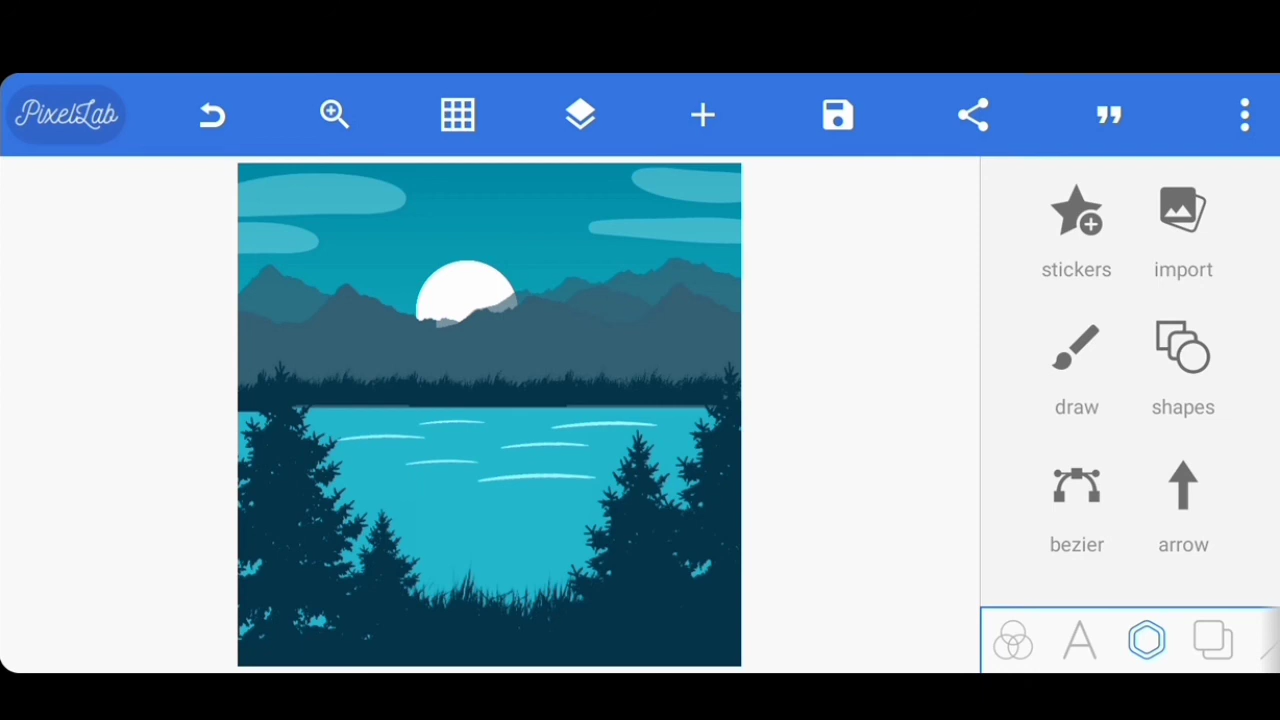 PixelLab
stickers
import
draw
shapes
bezier
arrow